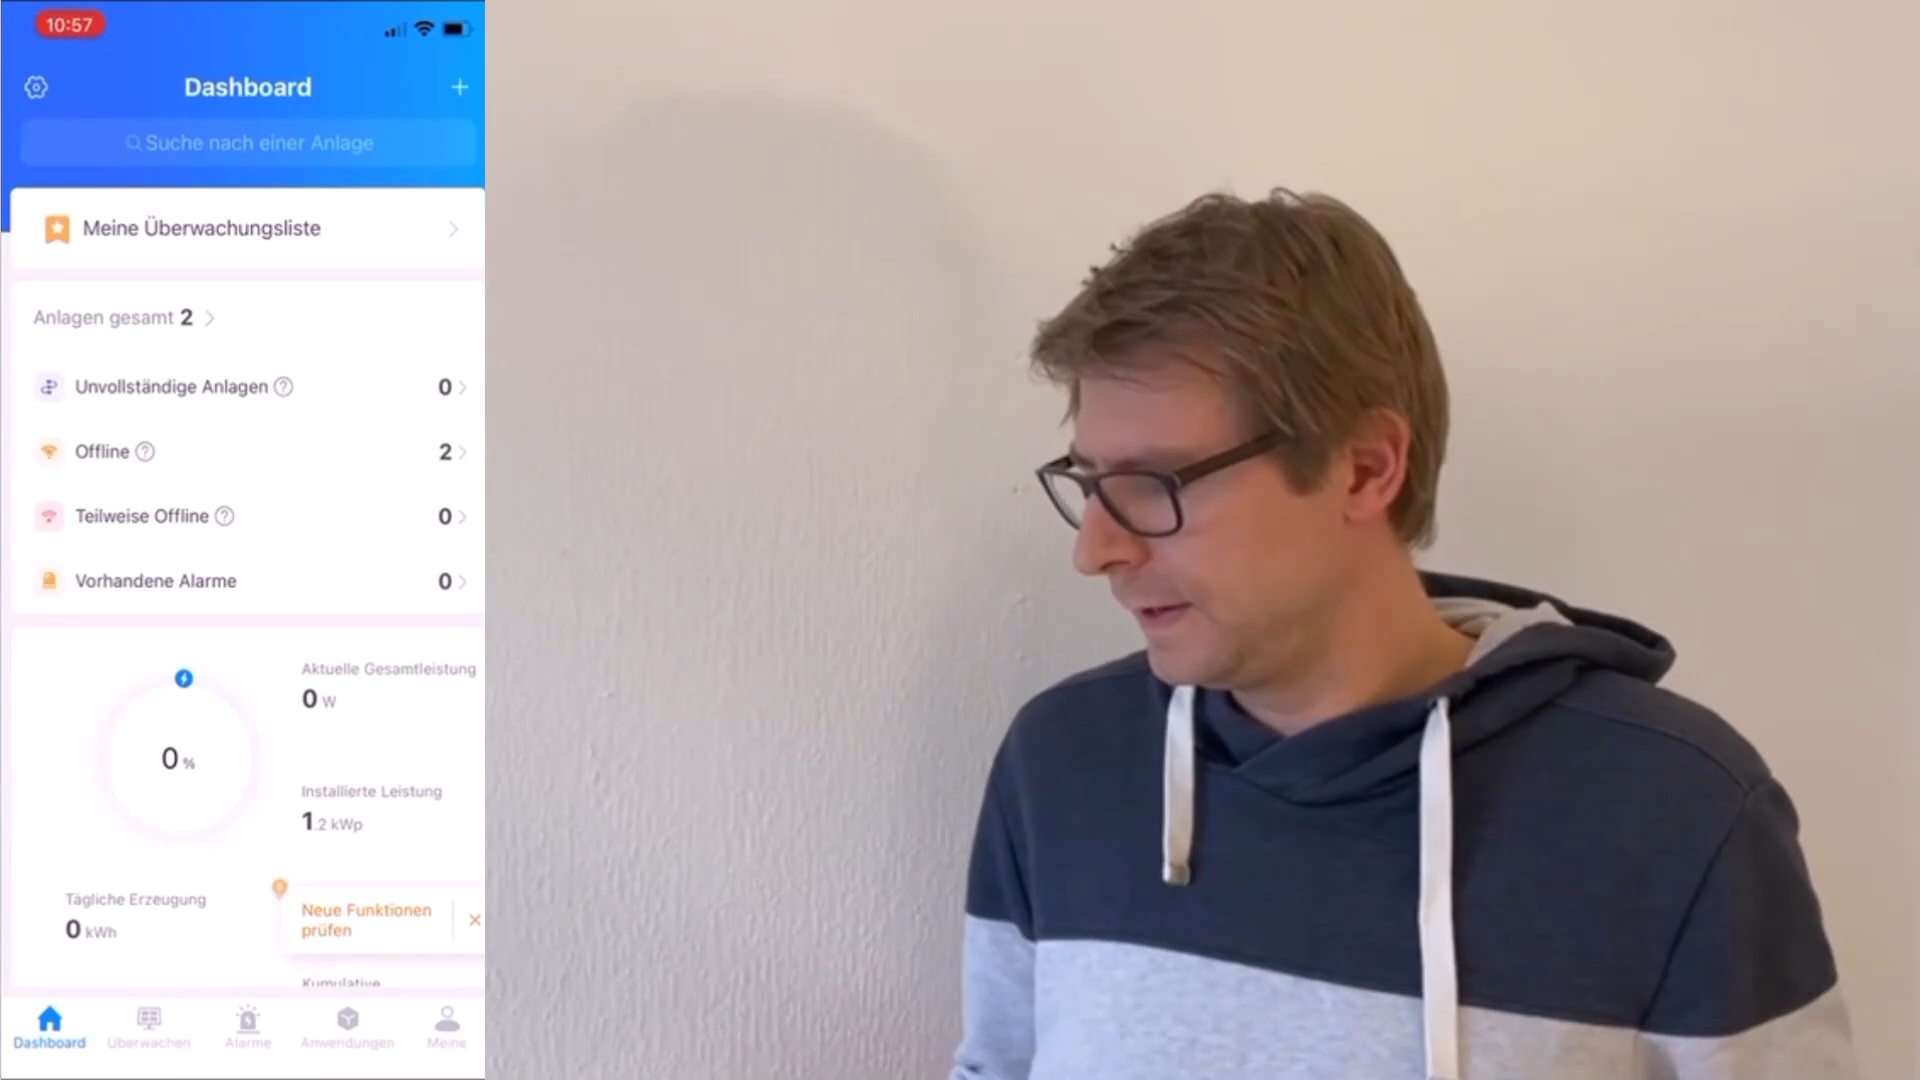 10:57
Dashboard
Suche nach einer Anlage
Meine Überwachungsliste
Anlagen gesamt 2
Unvollständige Anlagen ? 0
Offline ? 2
Teilweise Offline ? 0
Vorhandene Alarme 0
Aktuelle Gesamtleistung
0 W
0 %
Installierte Leistung
1.2 kWp
Tägliche Erzeugung
0 kWh
Neue Funktionen
prüfen
Kumulative
Dashboard Überwachen Alarme Anwendungen Meine